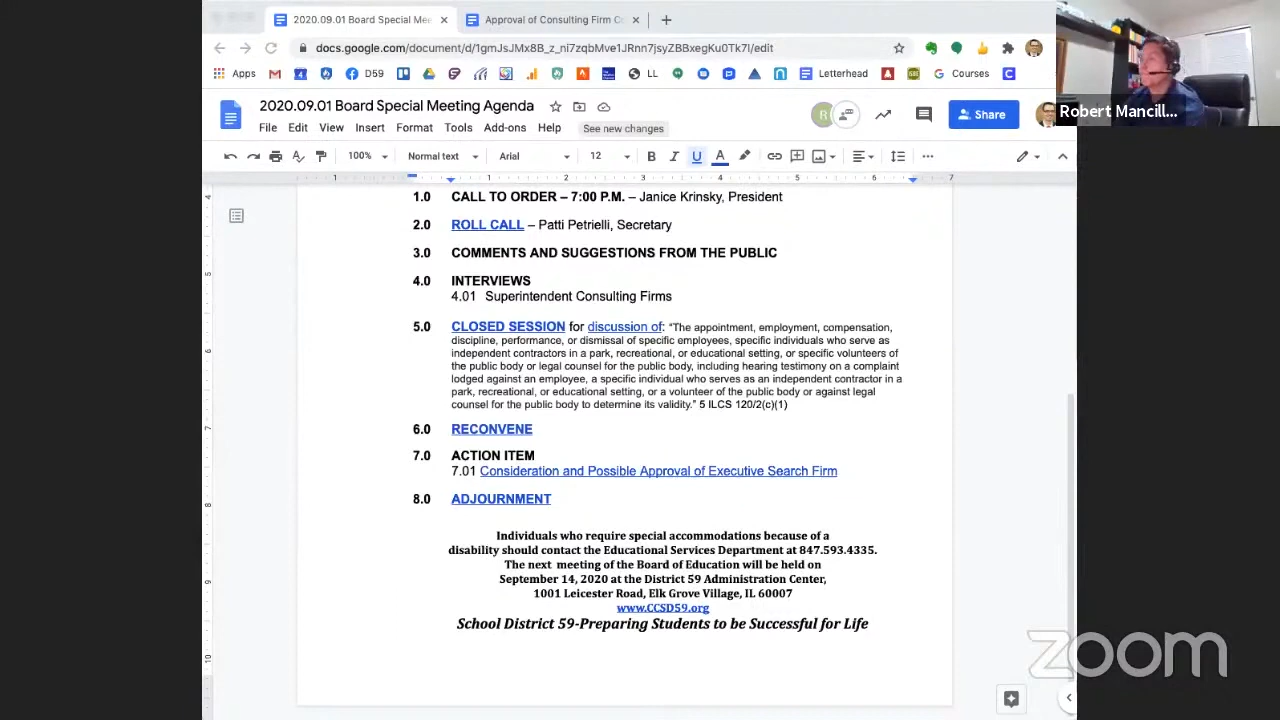 2020.09.01 Board Special Mee
Approval of Consulting Firm Co
docs.google.com/document/d/1gmJsJMx8B_z_ni7zqbMve1JRnn7jsyZBBxegKu0Tk7I/edit
Apps
D59
LL
Letterhead
Courses
2020.09.01 Board Special Meeting Agenda
Share
Robert Mancill...
File Edit View Insert Format Tools Add-ons Help See new changes
100% Normal text Arial 12 B I U A
1 1 2 3 4 5 6 7
1.0 CALL TO ORDER – 7:00 P.M. – Janice Krinsky, President
2.0 ROLL CALL – Patti Petrielli, Secretary
3.0 COMMENTS AND SUGGESTIONS FROM THE PUBLIC
4.0 INTERVIEWS
4.01 Superintendent Consulting Firms
5.0 CLOSED SESSION for discussion of: “The appointment, employment, compensation,
discipline, performance, or dismissal of specific employees, specific individuals who serve as
independent contractors in a park, recreational, or educational setting, or specific volunteers of
the public body or legal counsel for the public body, including hearing testimony on a complaint
lodged against an employee, a specific individual who serves as an independent contractor in a
park, recreational, or educational setting, or a volunteer of the public body or against legal
counsel for the public body to determine its validity.” 5 ILCS 120/2(c)(1)
6.0 RECONVENE
7.0 ACTION ITEM
7.01 Consideration and Possible Approval of Executive Search Firm
8.0 ADJOURNMENT
Individuals who require special accommodations because of a
disability should contact the Educational Services Department at 847.593.4335.
The next meeting of the Board of Education will be held on
September 14, 2020 at the District 59 Administration Center,
1001 Leicester Road, Elk Grove Village, IL 60007
www.CCSD59.org
School District 59-Preparing Students to be Successful for Life
zoom